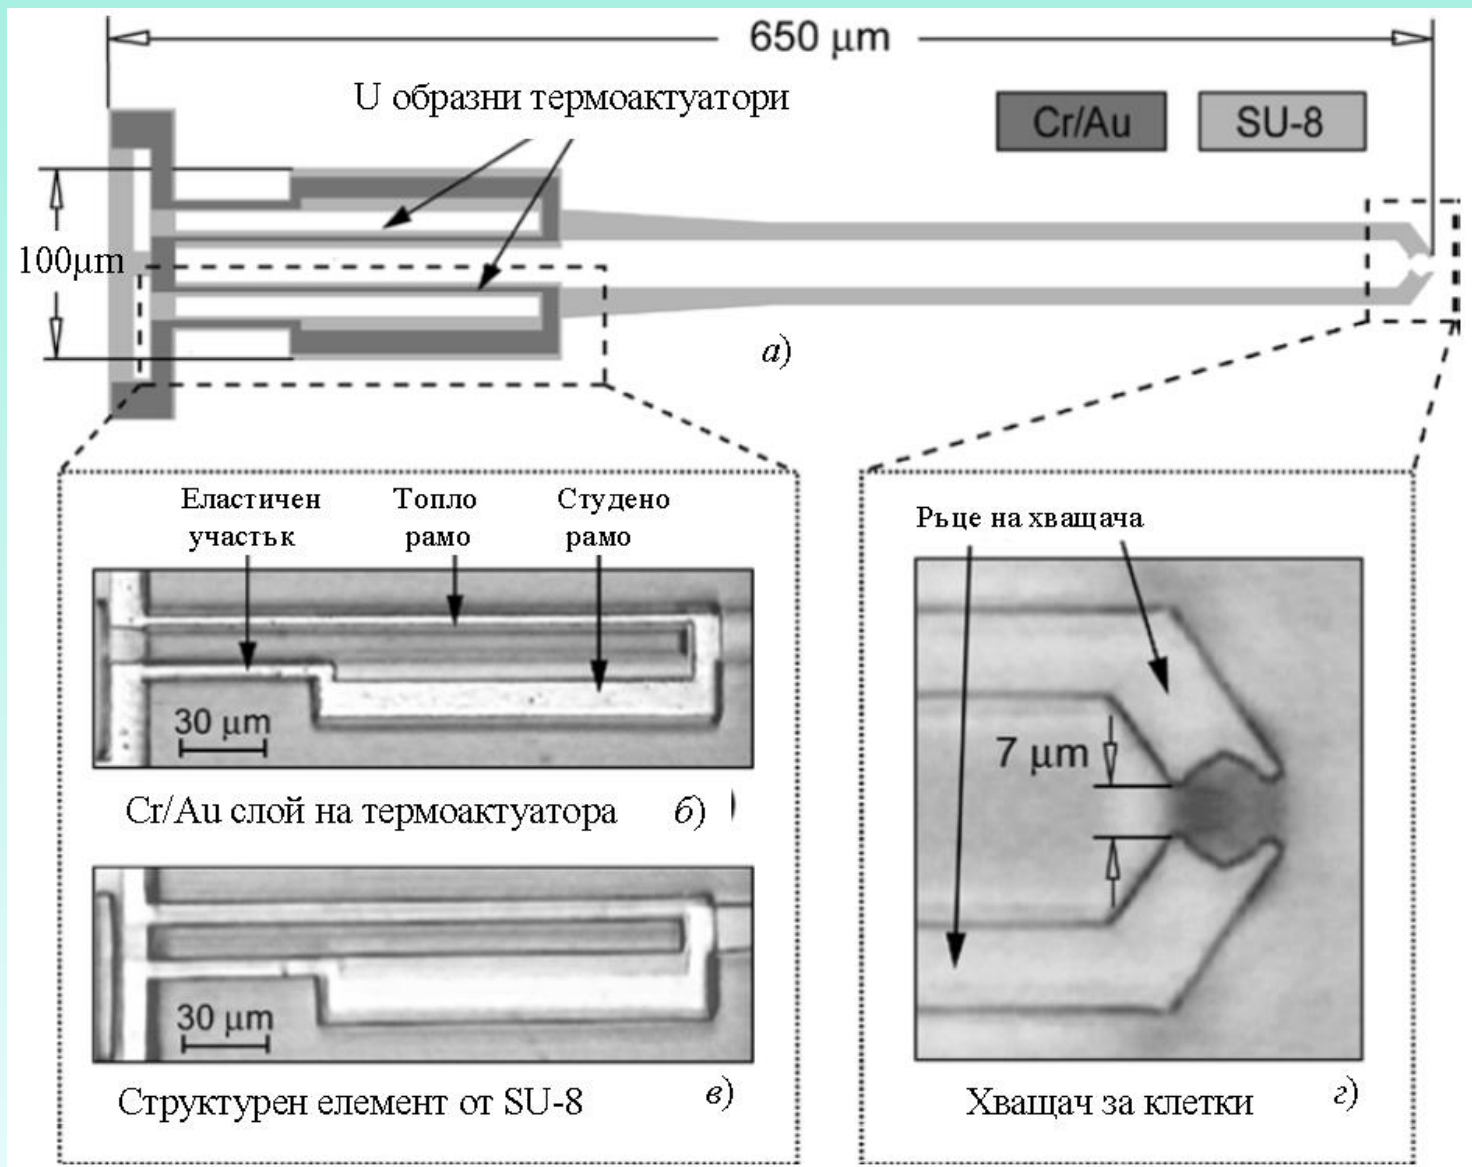 650 μm
U образни термоактуатори
Cr/Au
SU-8
100μm
а)
Еластичен
участък
Топло
рамо
Студено
рамо
30 μm
Cr/Au слой на термоактуатора
б)
30 μm
Структурен елемент от SU-8
в)
Ръце на хващача
7 μm
Хващач за клетки
г)